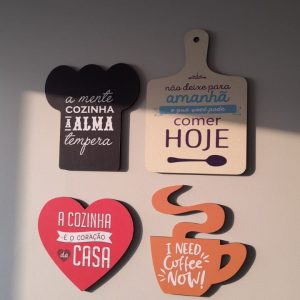 a mente
COZINHA
E A ALMA
tempera
não deixe para
amanhã
o que você pode
comer
HOJE
A COZINHA
É O CORAÇÃO
da CASA
I NEED
Coffee
NOW!